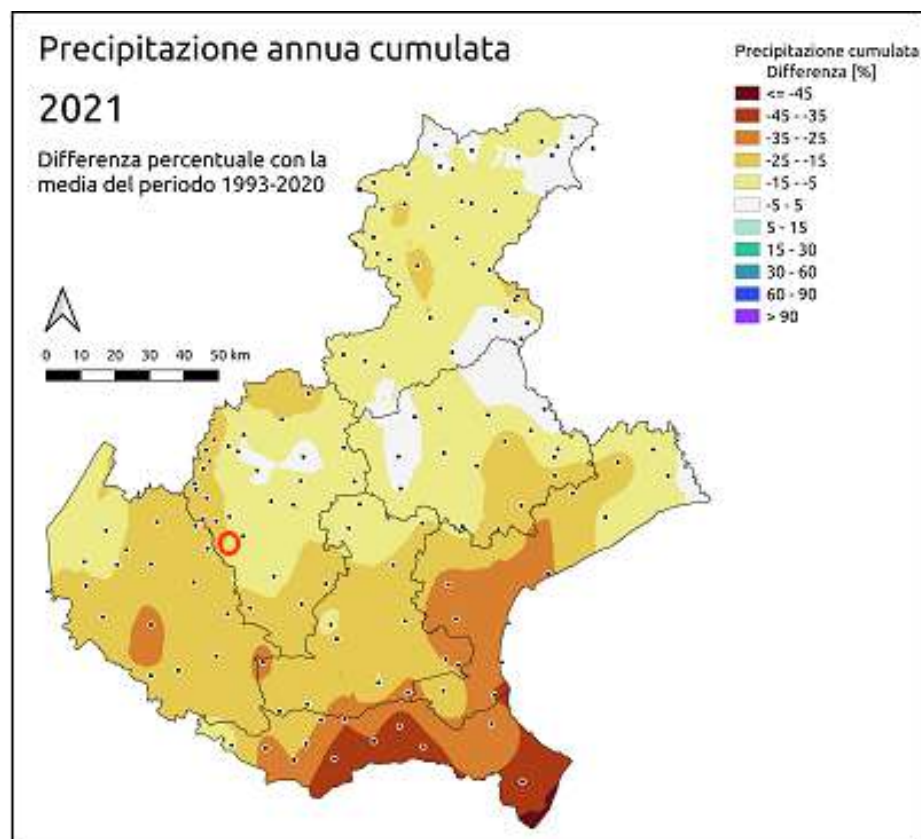 Precipitazione annua cumulata
2021
Differenza percentuale con la
media del periodo 1993-2020
0 10 20 30 40 50 km
Precipitazione cumulata
Differenza [%]
<= -45
-45 - -35
-35 - -25
-25 - -15
-15 - -5
-5 - 5
5 - 15
15 - 30
30 - 60
60 - 90
> 90